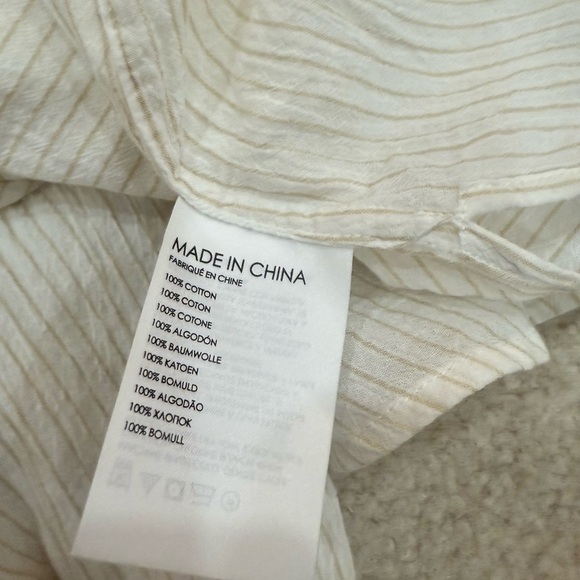 MADE IN CHINA
FABRIQUÉ EN CHINE
100% COTTON
100% COTON
100% COTONE
100% ALGODÓN
100% BAUMWOLLE
100% KATOEN
100% BOMULD
100% ALGODÃO
100% ХЛОПОК
100% BOMULL